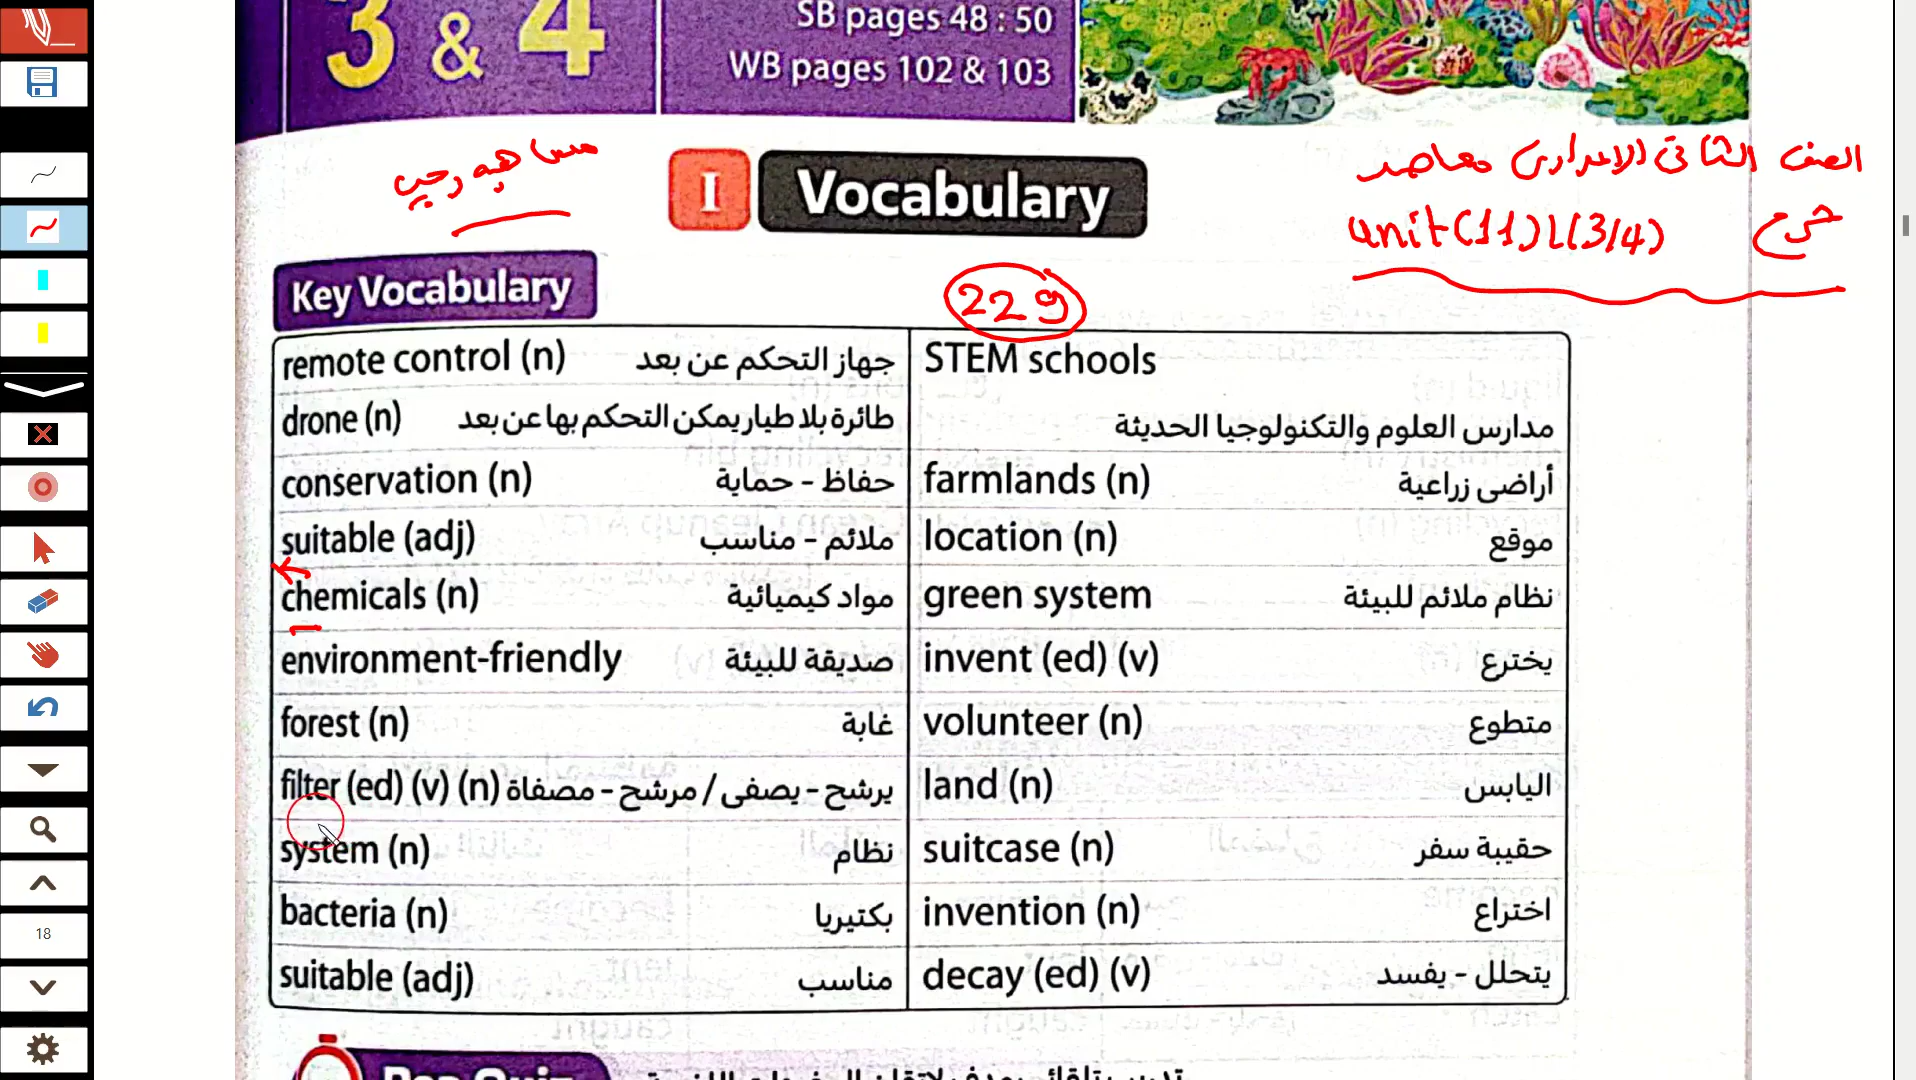 3 & 4
SB pages 48 : 50
WB pages 102 & 103
الصف الثانى الاعدادى معاصر
شرح unit(11)L(3/4)
مشاهده
I Vocabulary
Key Vocabulary
229
remote control (n) جهاز التحكم عن بعد
drone (n) طائرة بلا طيار يمكن التحكم بها عن بعد
conservation (n) حفاظ - حماية
suitable (adj) ملائم - مناسب
chemicals (n) مواد كيميائية
environment-friendly صديقة للبيئة
forest (n) غابة
filter (ed) (v) (n) يرشح - يصفى / مرشح - مصفاة
system (n) نظام
bacteria (n) بكتيريا
suitable (adj) مناسب
STEM schools
مدارس العلوم والتكنولوجيا الحديثة
farmlands (n) أراضى زراعية
location (n) موقع
green system نظام ملائم للبيئة
invent (ed) (v) يخترع
volunteer (n) متطوع
land (n) اليابس
suitcase (n) حقيبة سفر
invention (n) اختراع
decay (ed) (v) يتحلل - يفسد
Pop Quiz
18